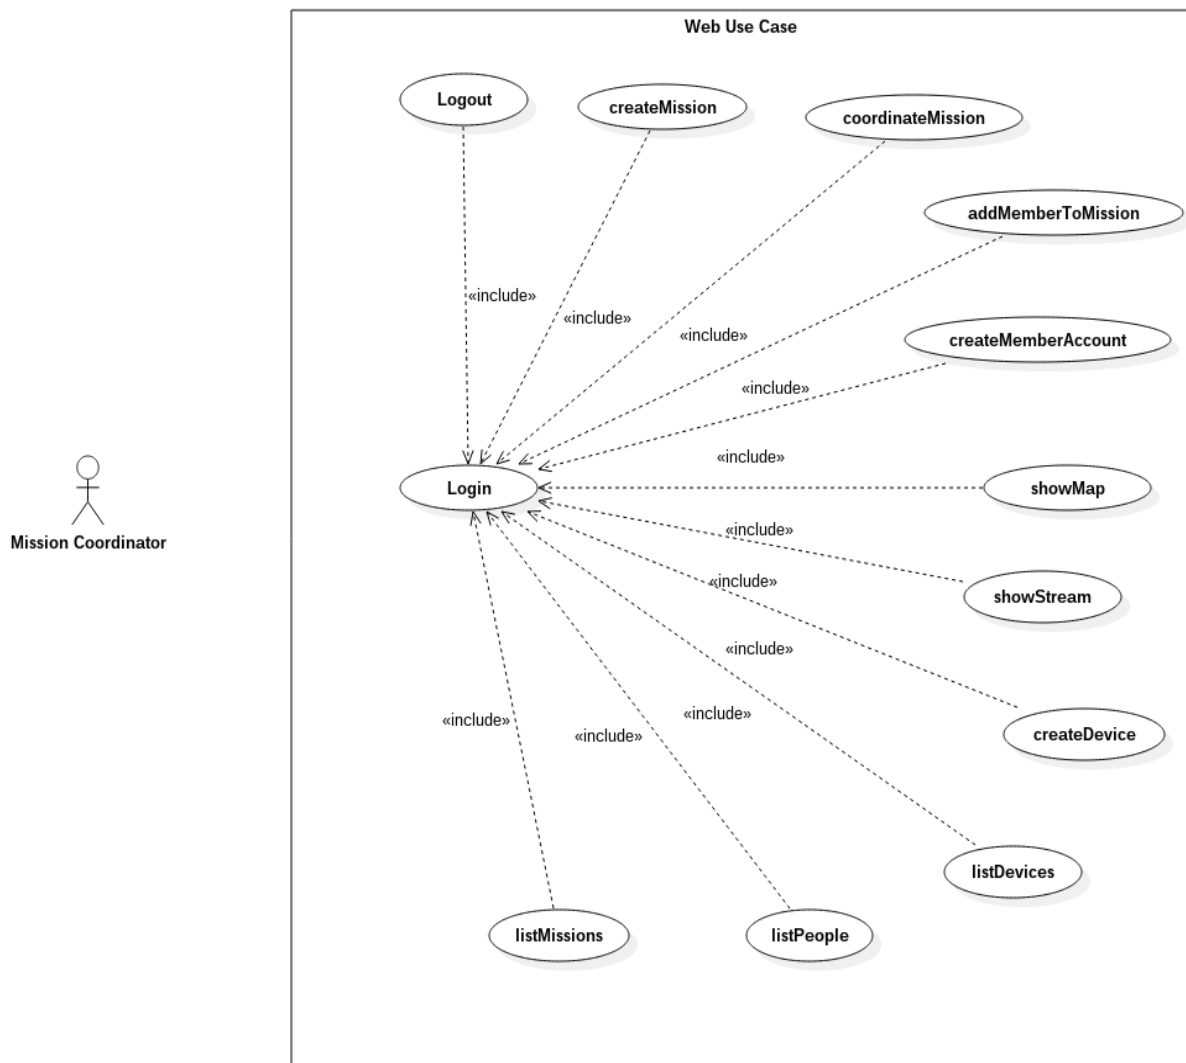 Web Use Case
Logout
createMission
coordinateMission
addMemberToMission
«include»
«include»
«include»
createMemberAccount
«include»
«include»
Login
showMap
Mission Coordinator
«include»
«include»
showStream
«include»
«include»
«include»
«include»
createDevice
listDevices
listMissions
listPeople